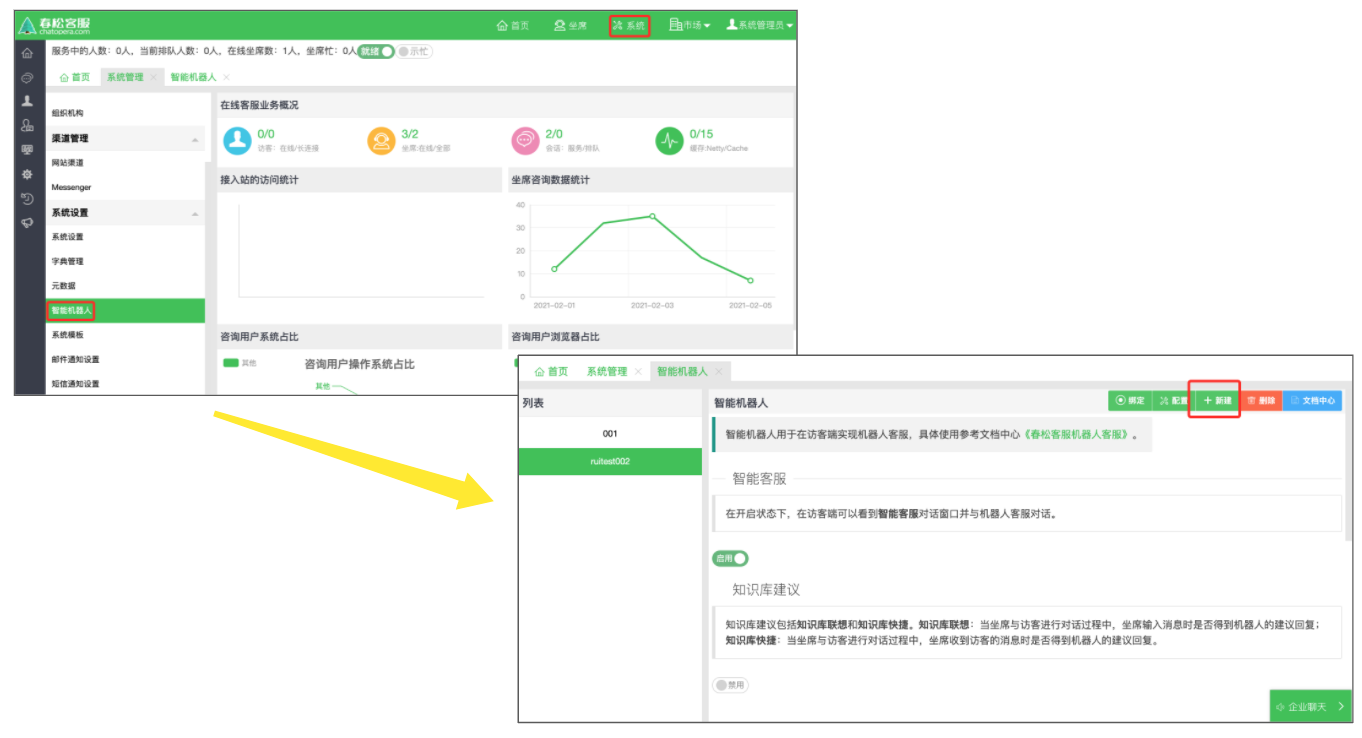 春松客服
chatopera.com
首页 坐席 系统 市场 系统管理员
服务中的人数：0人，当前排队人数：0人，在线坐席数：1人，坐席忙：0人 就绪 示忙
首页 系统管理 × 智能机器人 ×
组织机构
渠道管理
网站渠道
Messenger
系统设置
系统设置
字典管理
元数据
智能机器人
系统模板
邮件通知设置
短信通知设置
在线客服业务概况
0/0
访客：在线/长连接
3/2
坐席:在线/全部
2/0
会话：服务/排队
0/15
缓存:Netty/Cache
接入站的访问统计
坐席咨询数据统计
40
30
20
10
0
2021-02-01 2021-02-03 2021-02-05
咨询用户系统占比
咨询用户浏览器占比
其他 咨询用户操作系统占比
其他
首页 系统管理 × 智能机器人 ×
列表
001
ruitest002
智能机器人
绑定 配置 新建 删除 文档中心
智能机器人用于在访客端实现机器人客服，具体使用参考文档中心《春松客服机器人客服》。
智能客服
在开启状态下，在访客端可以看到智能客服对话窗口并与机器人客服对话。
启用
知识库建议
知识库建议包括知识库联想和知识库快捷。知识库联想：当坐席与访客进行对话过程中，坐席输入消息时是否得到机器人的建议回复；
知识库快捷：当坐席与访客进行对话过程中，坐席收到访客的消息时是否得到机器人的建议回复。
禁用
企业聊天